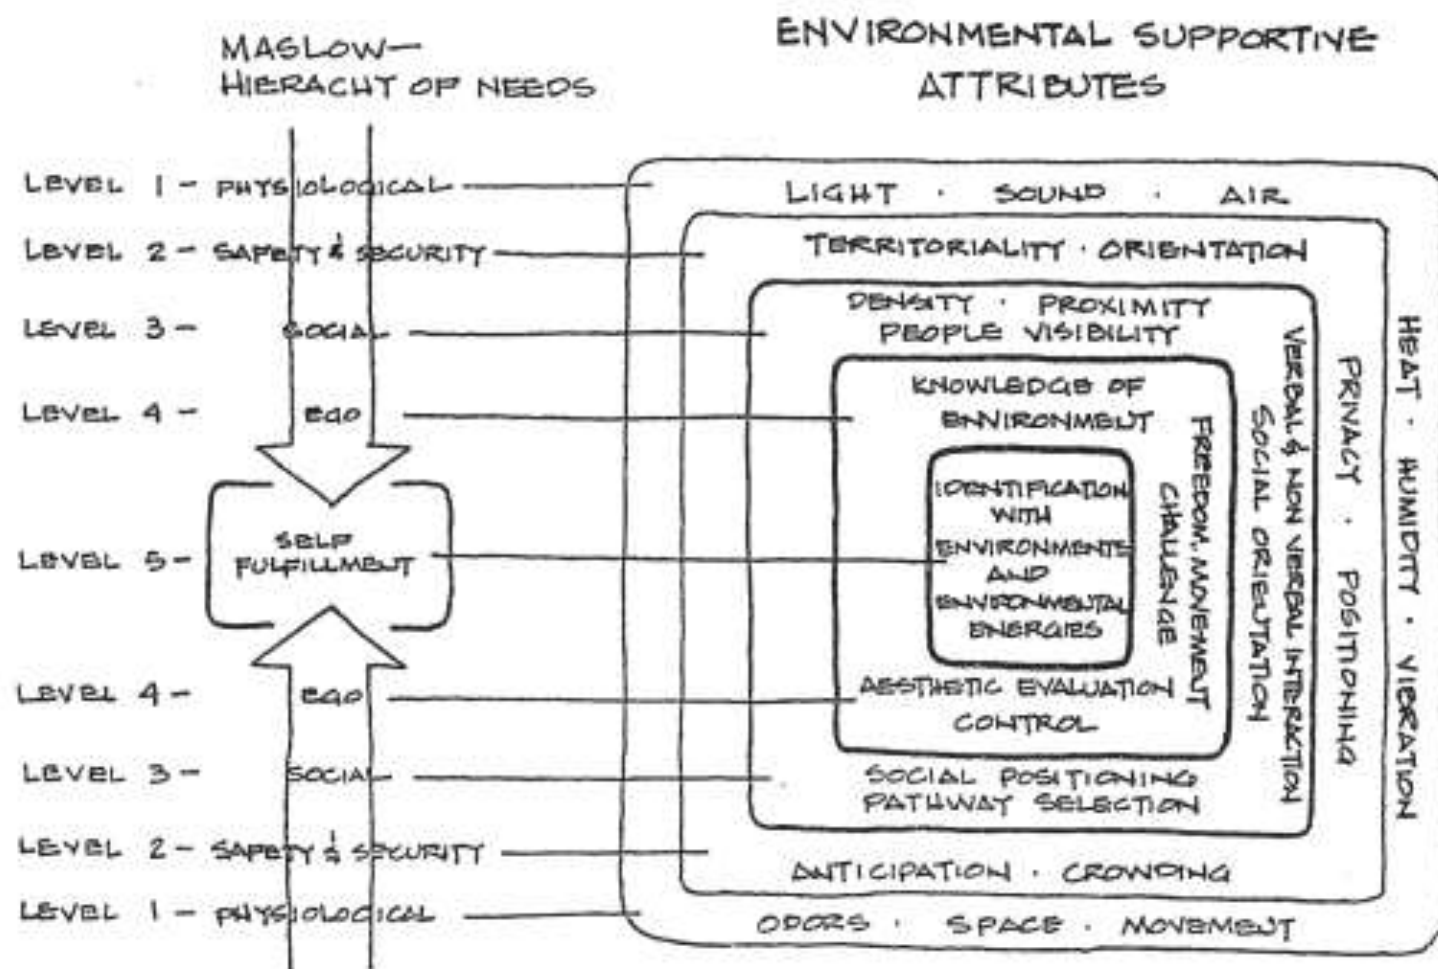 MASLOW—
HIERACHY OF NEEDS
ENVIRONMENTAL SUPPORTIVE
ATTRIBUTES
LEVEL 1 - PHYSIOLOGICAL
LEVEL 2 - SAFETY & SECURITY
LEVEL 3 - SOCIAL
LEVEL 4 - EGO
LEVEL 5 - SELF
FULFILLMENT
LEVEL 4 - EGO
LEVEL 3 - SOCIAL
LEVEL 2 - SAFETY & SECURITY
LEVEL 1 - PHYSIOLOGICAL
LIGHT · SOUND · AIR
HEAT · HUMIDITY · VIBRATION
ODORS · SPACE · MOVEMENT
TERRITORIALITY · ORIENTATION
PRIVACY · POSITIONING
ANTICIPATION · CROWDING
DENSITY · PROXIMITY
PEOPLE VISIBILITY
VERBAL & NON VERBAL INTERACTION
SOCIAL ORIENTATION
SOCIAL POSITIONING
PATHWAY SELECTION
KNOWLEDGE OF
ENVIRONMENT
FREEDOM, MOVEMENT
CHALLENGE
AESTHETIC EVALUATION
CONTROL
IDENTIFICATION
WITH
ENVIRONMENTS
AND
ENVIRONMENTAL
ENERGIES